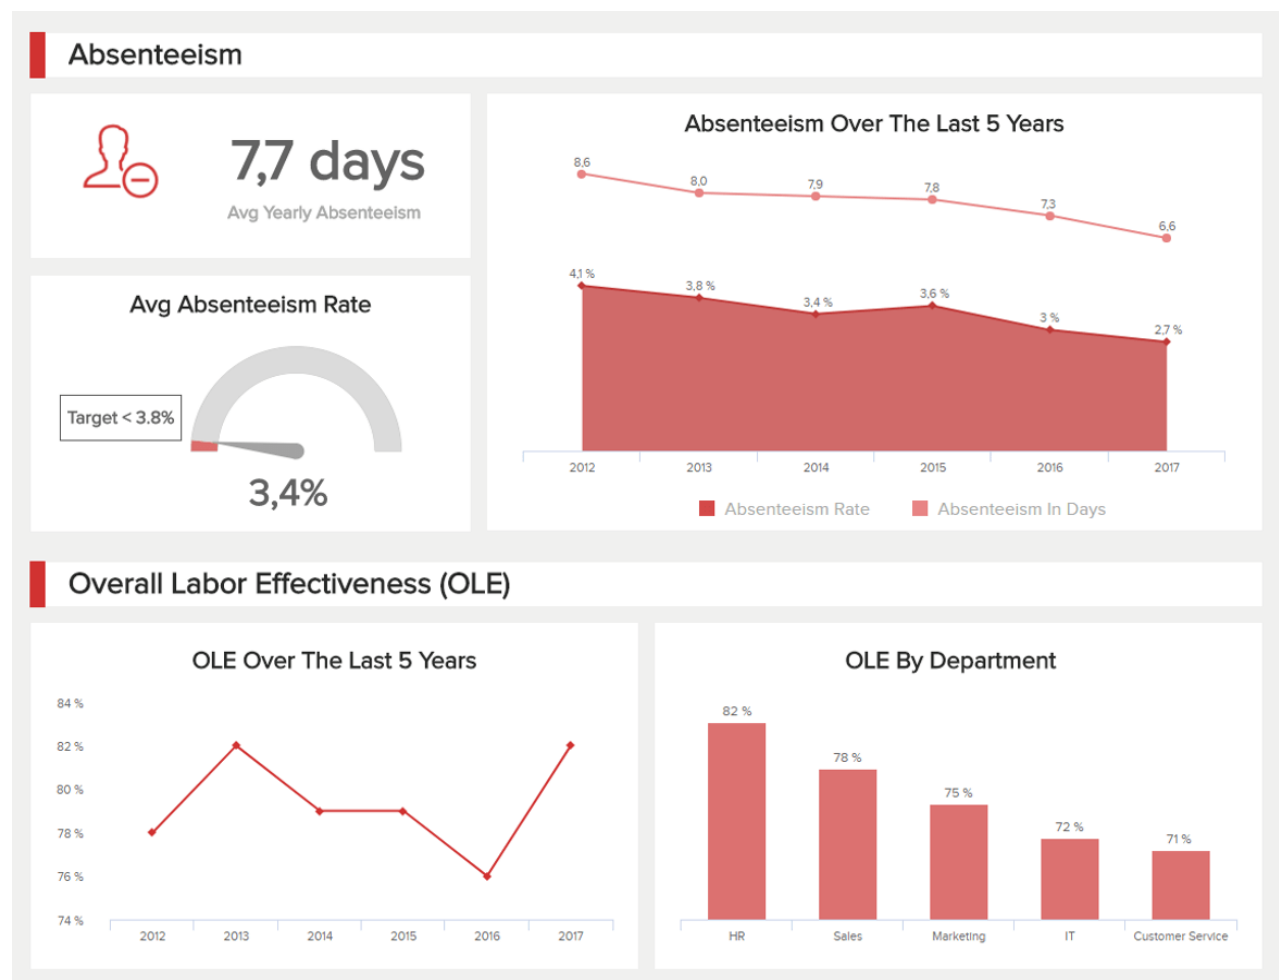 Absenteeism
7,7 days
Avg Yearly Absenteeism
Avg Absenteeism Rate
Target < 3.8%
3,4%
Absenteeism Over The Last 5 Years
8,6
8,0
7,9
7,8
7,3
6,6
4,1 %
3,8 %
3,4 %
3,6 %
3 %
2,7 %
2012 2013 2014 2015 2016 2017
Absenteeism Rate Absenteeism In Days
Overall Labor Effectiveness (OLE)
OLE Over The Last 5 Years
84 %
82 %
80 %
78 %
76 %
74 %
2012 2013 2014 2015 2016 2017
OLE By Department
82 %
78 %
75 %
72 %
71 %
HR Sales Marketing IT Customer Service